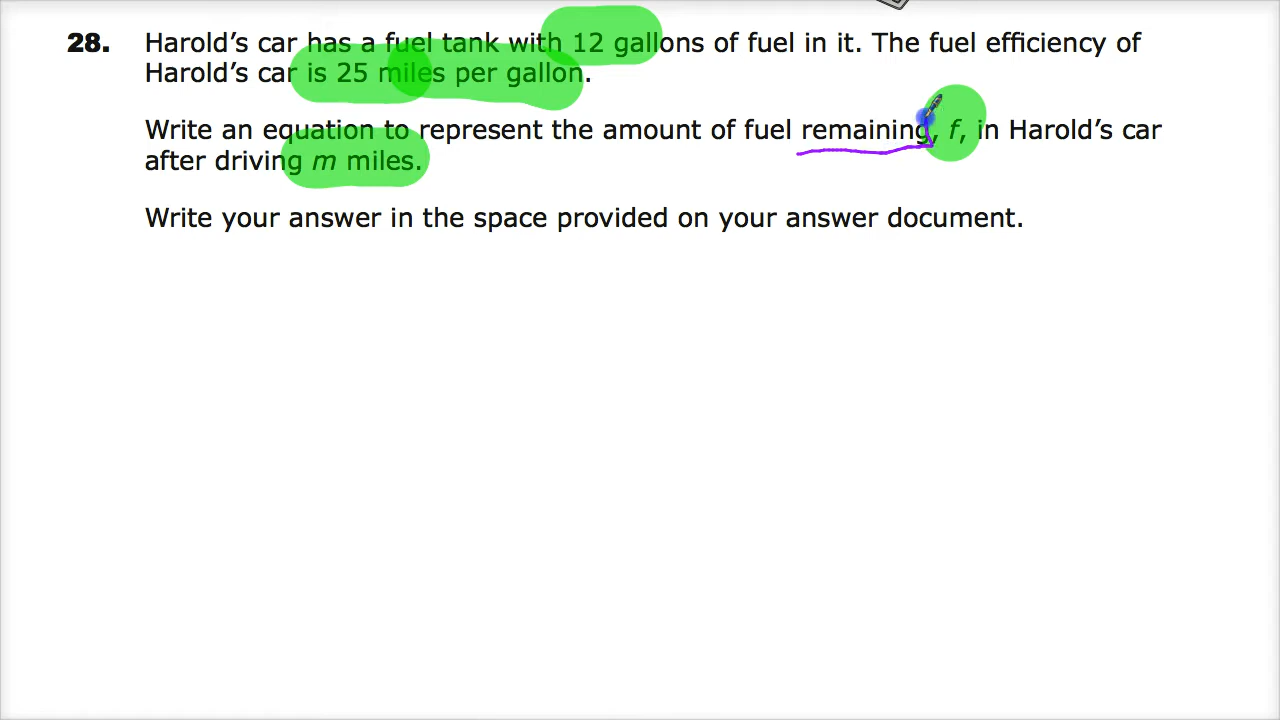 28. Harold’s car has a fuel tank with 12 gallons of fuel in it. The fuel efficiency of
Harold’s car is 25 miles per gallon.
Write an equation to represent the amount of fuel remaining, f, in Harold’s car
after driving m miles.
Write your answer in the space provided on your answer document.